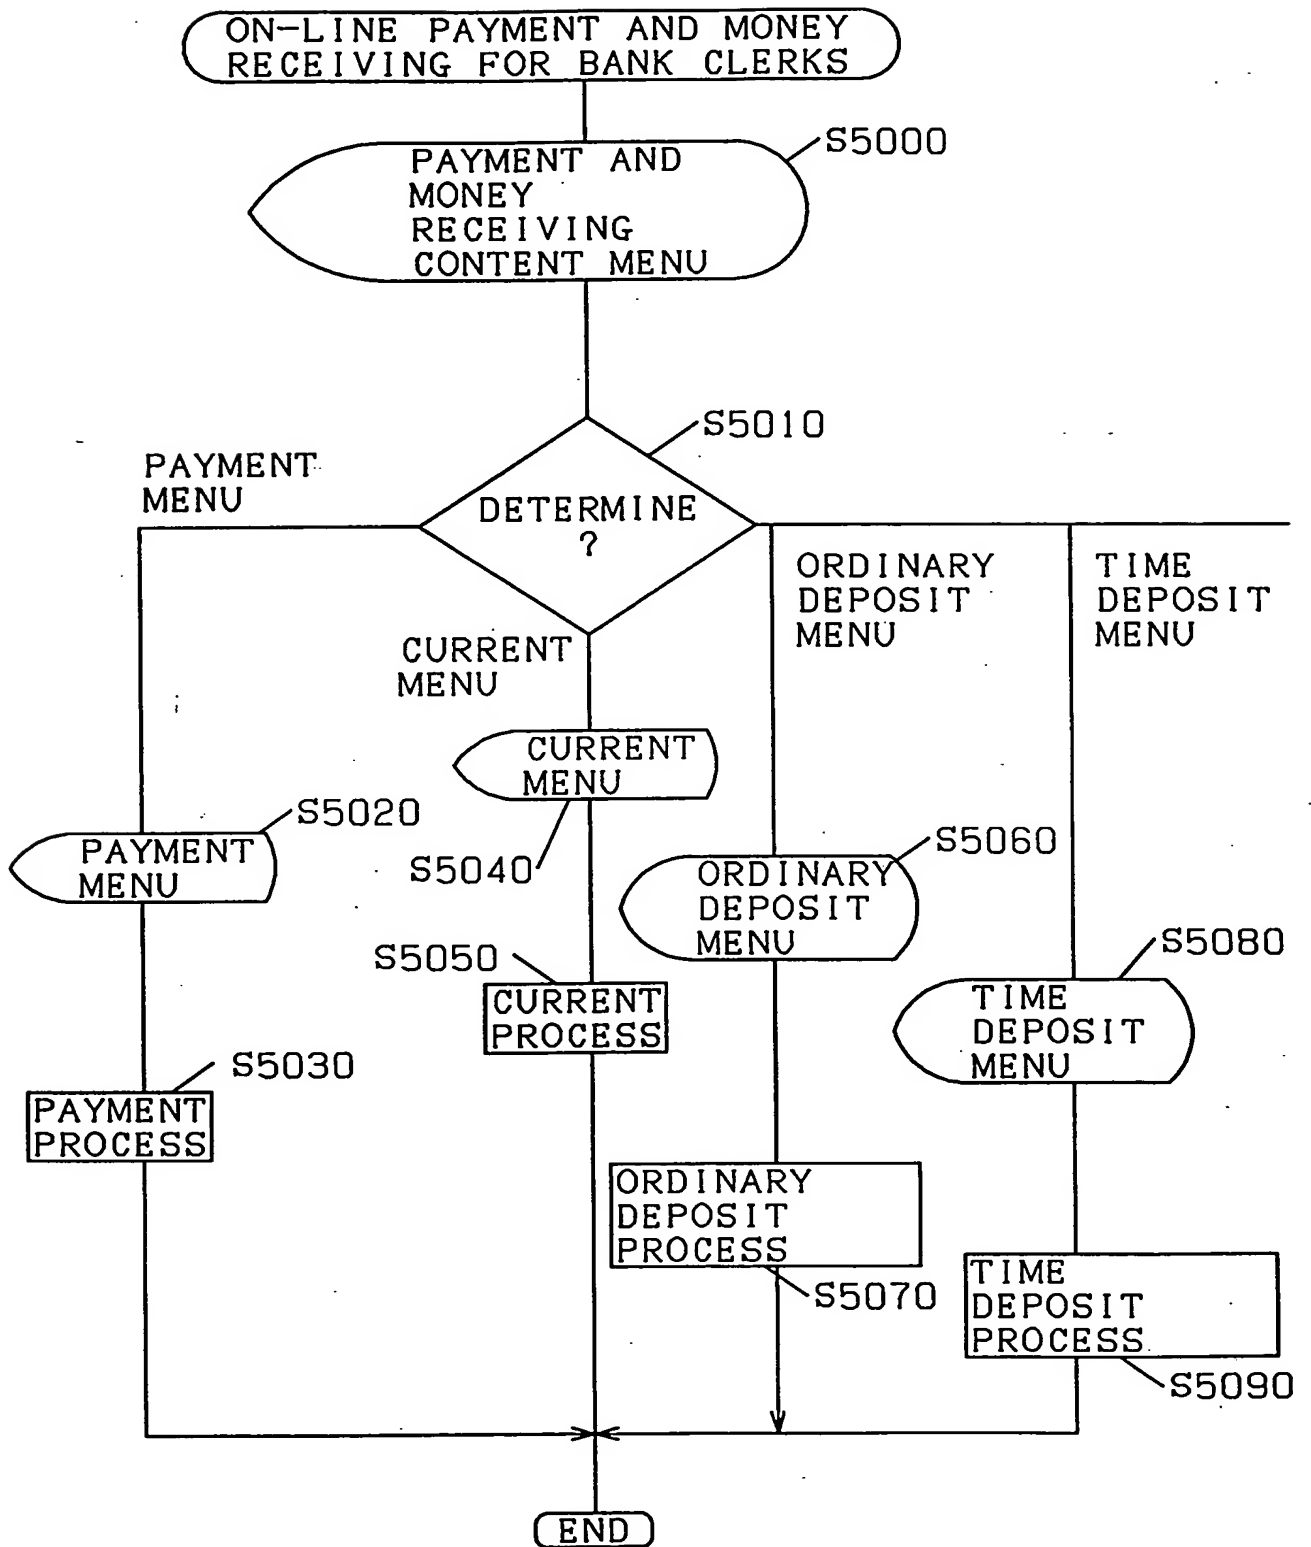 ON-LINE PAYMENT AND MONEY
RECEIVING FOR BANK CLERKS
S5000
PAYMENT AND
MONEY
RECEIVING
CONTENT MENU
S5010
DETERMINE
?
PAYMENT
MENU
ORDINARY
DEPOSIT
MENU
TIME
DEPOSIT
MENU
CURRENT
MENU
CURRENT
MENU
S5040
S5020
PAYMENT
MENU
S5060
ORDINARY
DEPOSIT
MENU
S5050
CURRENT
PROCESS
S5080
TIME
DEPOSIT
MENU
S5030
PAYMENT
PROCESS
ORDINARY
DEPOSIT
PROCESS
S5070
TIME
DEPOSIT
PROCESS
S5090
END